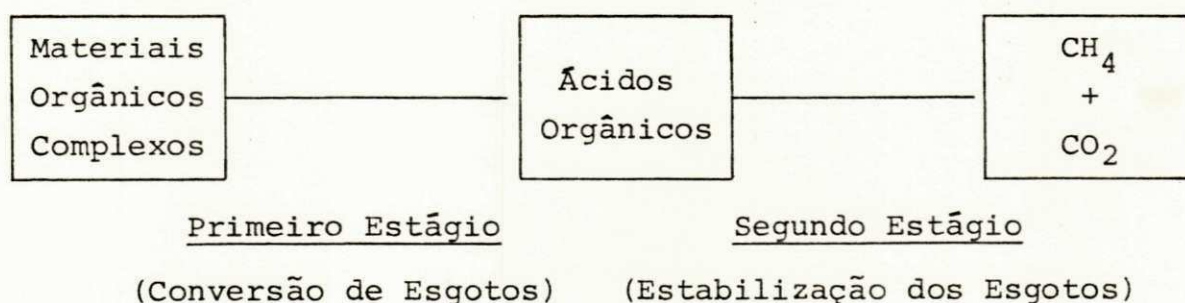 Materiais
Orgânicos
Complexos
Ácidos
Orgânicos
CH₄
+
CO₂
Primeiro Estágio
(Conversão de Esgotos)
Segundo Estágio
(Estabilização dos Esgotos)